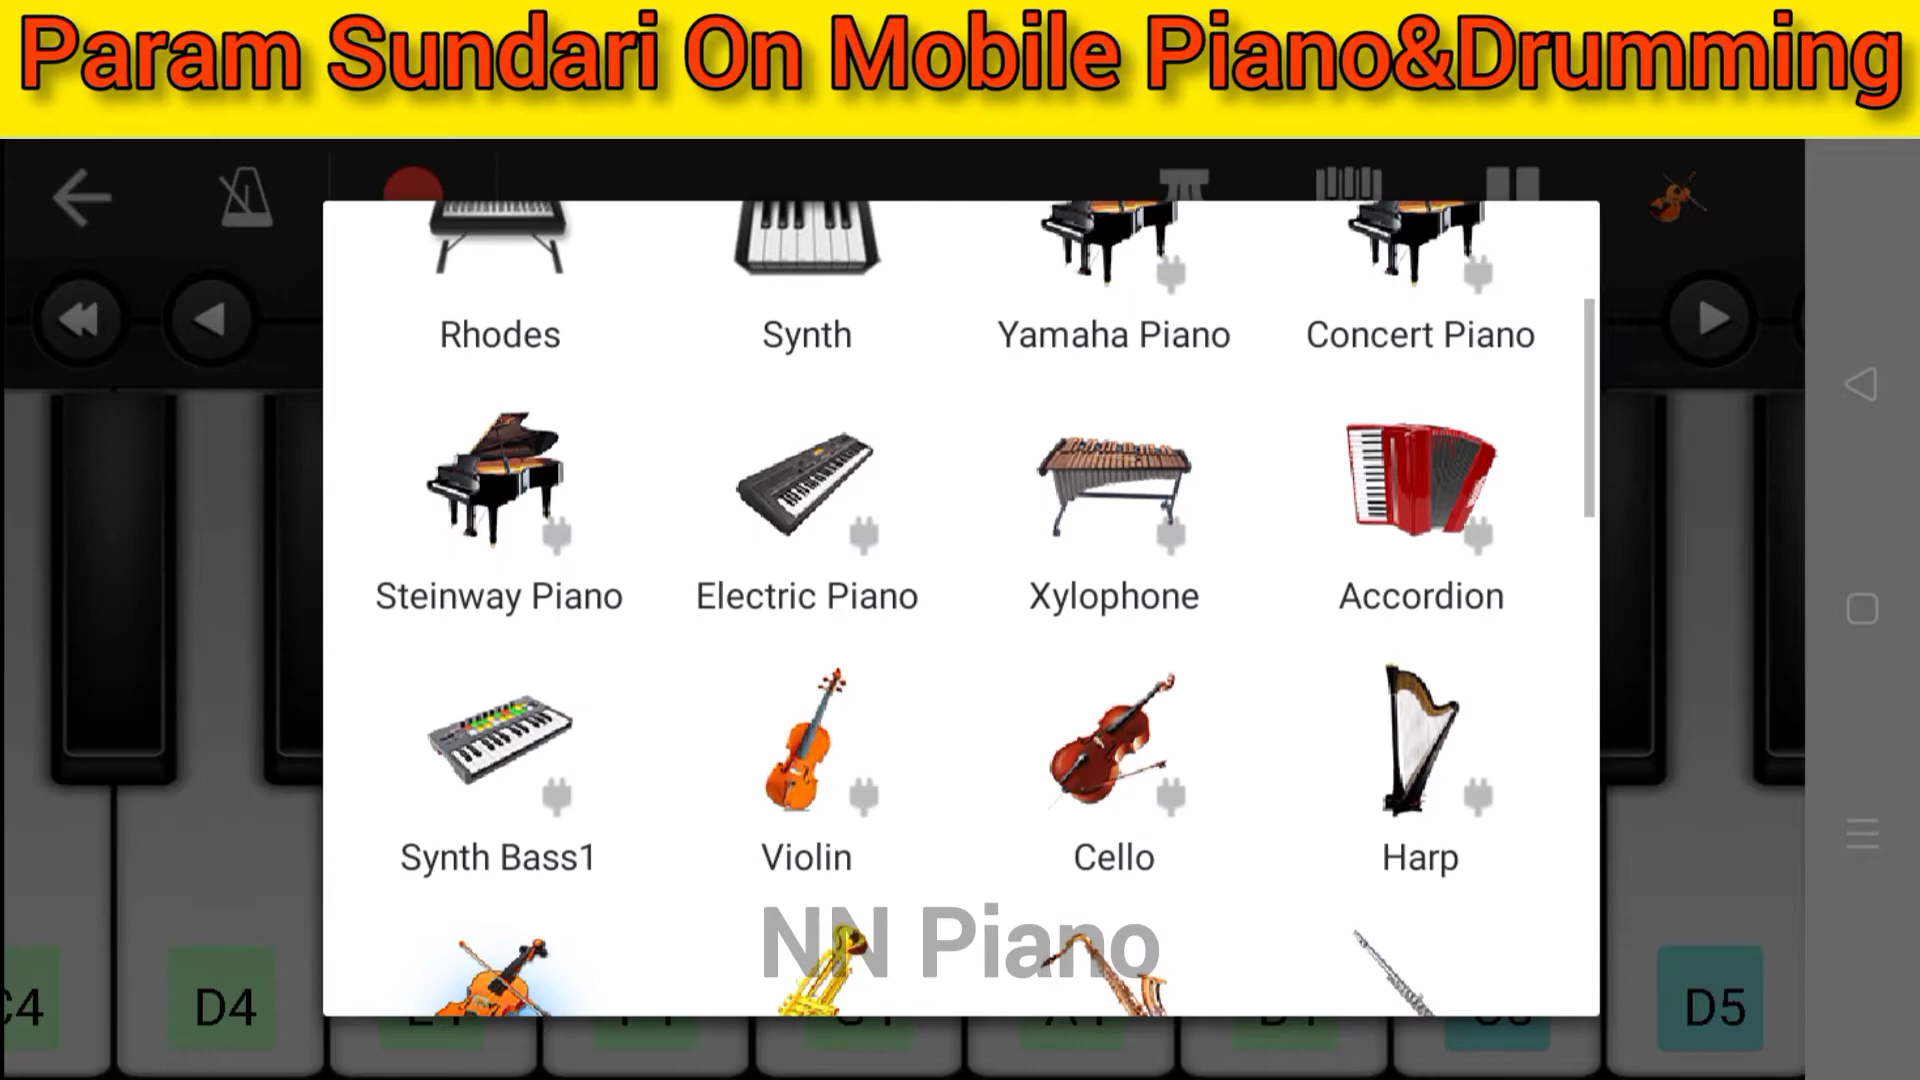 Param Sundari On Mobile Piano&Drumming
Rhodes Synth Yamaha Piano Concert Piano
Steinway Piano Electric Piano Xylophone Accordion
Synth Bass1 Violin Cello Harp
NN Piano
C4 D4 D5